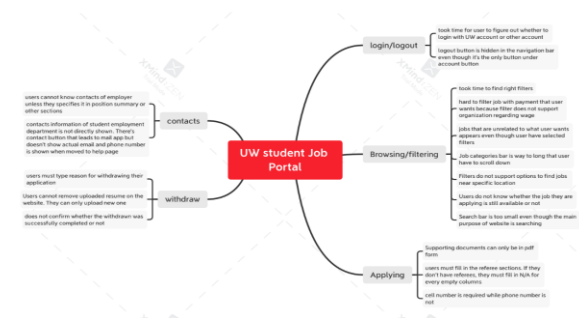 UW student Job
Portal
login/logout
took time for user to figure out whether to
login with UW account or other account
logout button is hidden in the navigation bar
even though it's the only button under
account button
Browsing/filtering
took time to find right filters
hard to filter job with payment that user
wants because filter does not support
organisation regarding wage
jobs that are unrelated to what user wants
appears even though user have selected
filters
Job categories bar is way to long that user
have to scroll down
Filters do not support options to find jobs
near specific location
Users do not know whether the job they are
applying is still available or not
Search bar is too small even though the main
purpose of website is searching
Applying
Supporting documents can only be in pdf
form
users must fill in the referee sections. If they
don't have referees, they must fill in N/A for
every empty columns
cell number is required while phone number is
not
contacts
users cannot know contacts of employer
unless they specifies it in position summary or
other sections
contacts information of student employment
department is not directly shown. There's
contact button that leads to mail app but
doesn't show actual email and phone number
is shown when moved to help page
withdraw
users must type reason for withdrawing their
application
Users cannot remove uploaded resume on the
website. They can only upload new one
does not confirm whether the withdrawn was
successfully completed or not
XMind